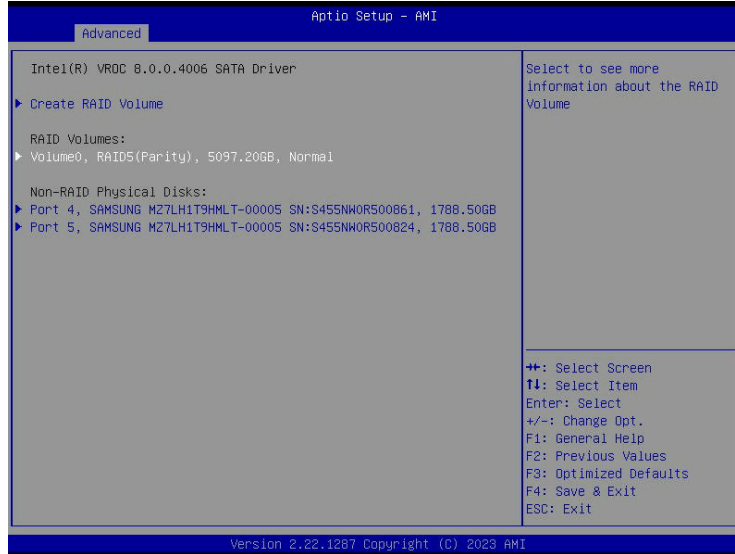 Aptio Setup - AMI
Advanced
Intel(R) VROC 8.0.0.4006 SATA Driver
Create RAID Volume
RAID Volumes:
Volume0, RAID5(Parity), 5097.20GB, Normal
Non-RAID Physical Disks:
Port 4, SAMSUNG MZ7LH1T9HMLT-00005 SN:S455NW0R500861, 1788.50GB
Port 5, SAMSUNG MZ7LH1T9HMLT-00005 SN:S455NW0R500824, 1788.50GB
Select to see more
information about the RAID
Volume
→←: Select Screen
↑↓: Select Item
Enter: Select
+/-: Change Opt.
F1: General Help
F2: Previous Values
F3: Optimized Defaults
F4: Save & Exit
ESC: Exit
Version 2.22.1287 Copyright (C) 2023 AMI